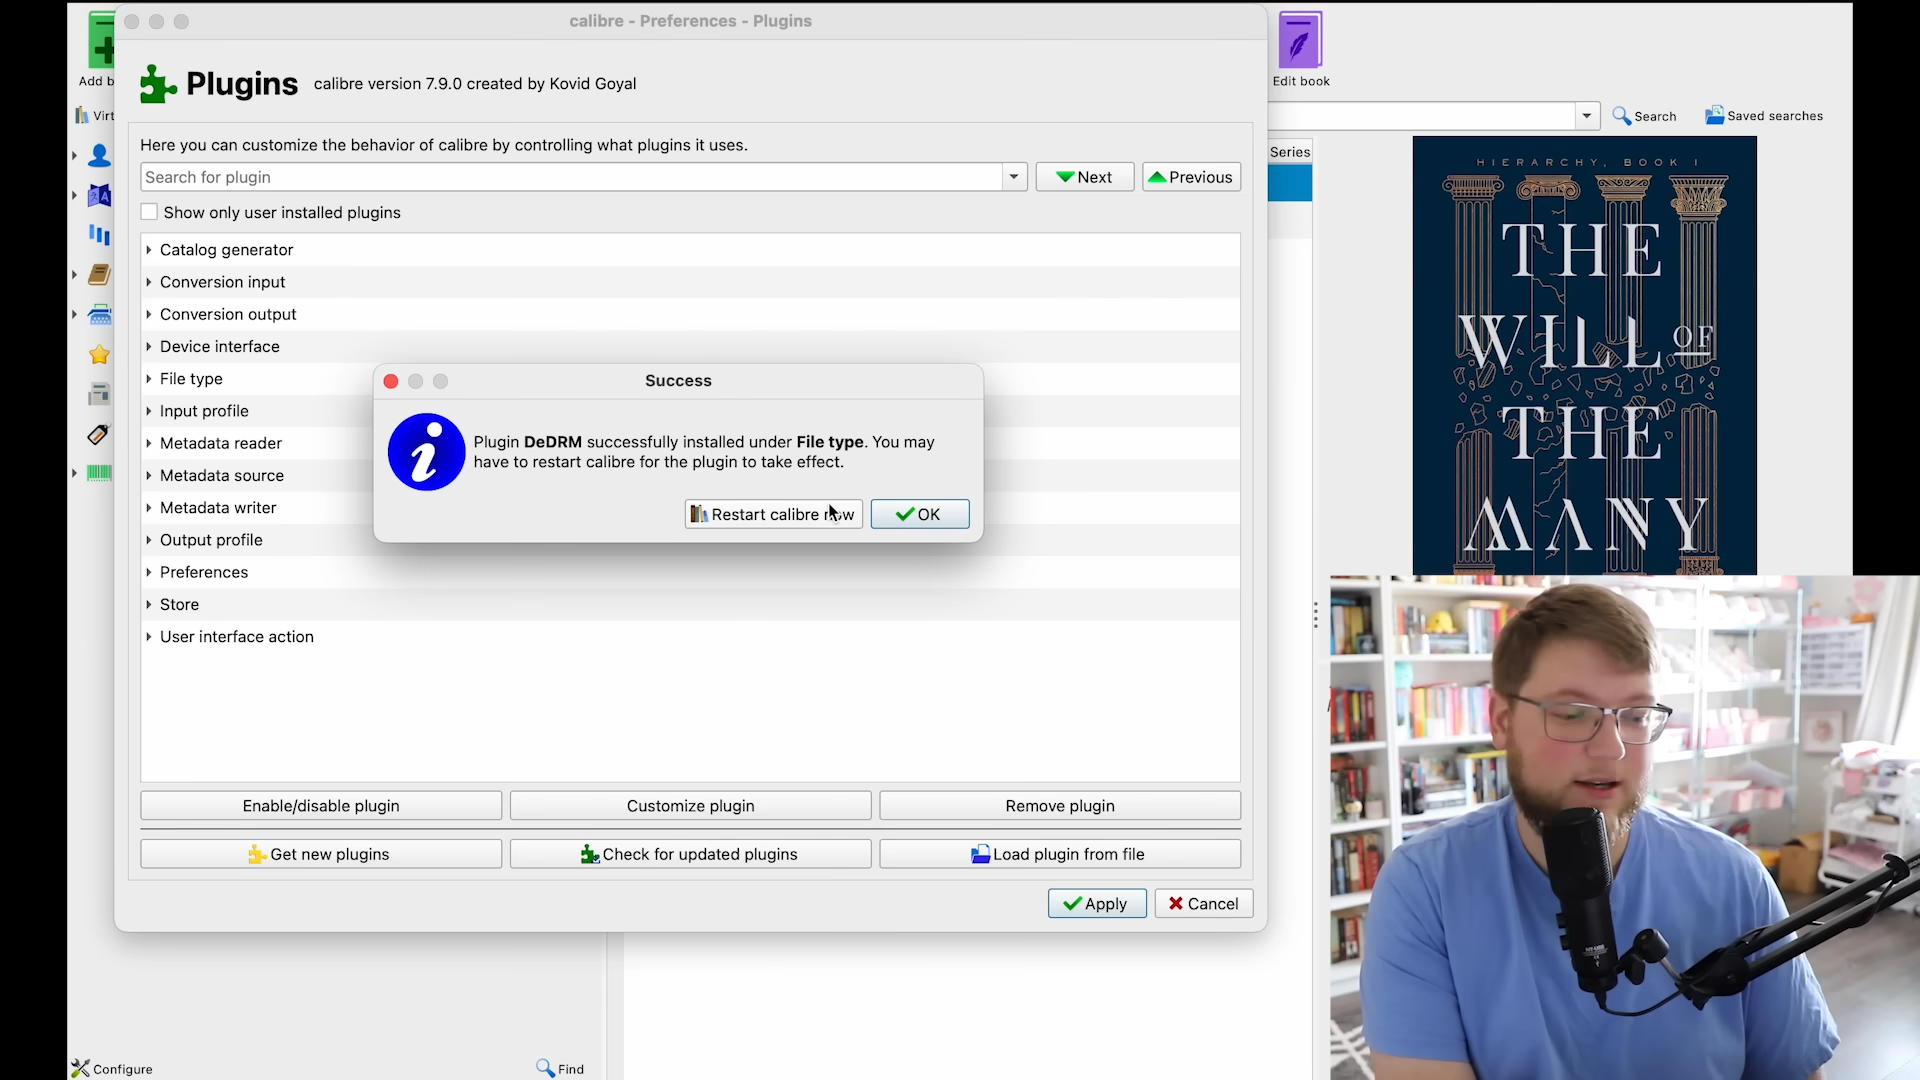 calibre - Preferences - Plugins
Add b
Edit book
Plugins
calibre version 7.9.0 created by Kovid Goyal
Virt
Search
Saved searches
Here you can customize the behavior of calibre by controlling what plugins it uses.
Series
HIERARCHY, BOOK I
Search for plugin
Next
Previous
Show only user installed plugins
Catalog generator
Conversion input
Conversion output
Device interface
File type
Input profile
Metadata reader
Metadata source
Metadata writer
Output profile
Preferences
Store
User interface action
THE
WILL OF
THE
MANY
Success
Plugin DeDRM successfully installed under File type. You may
have to restart calibre for the plugin to take effect.
Restart calibre now
OK
Enable/disable plugin
Customize plugin
Remove plugin
Get new plugins
Check for updated plugins
Load plugin from file
Apply
Cancel
Configure
Find